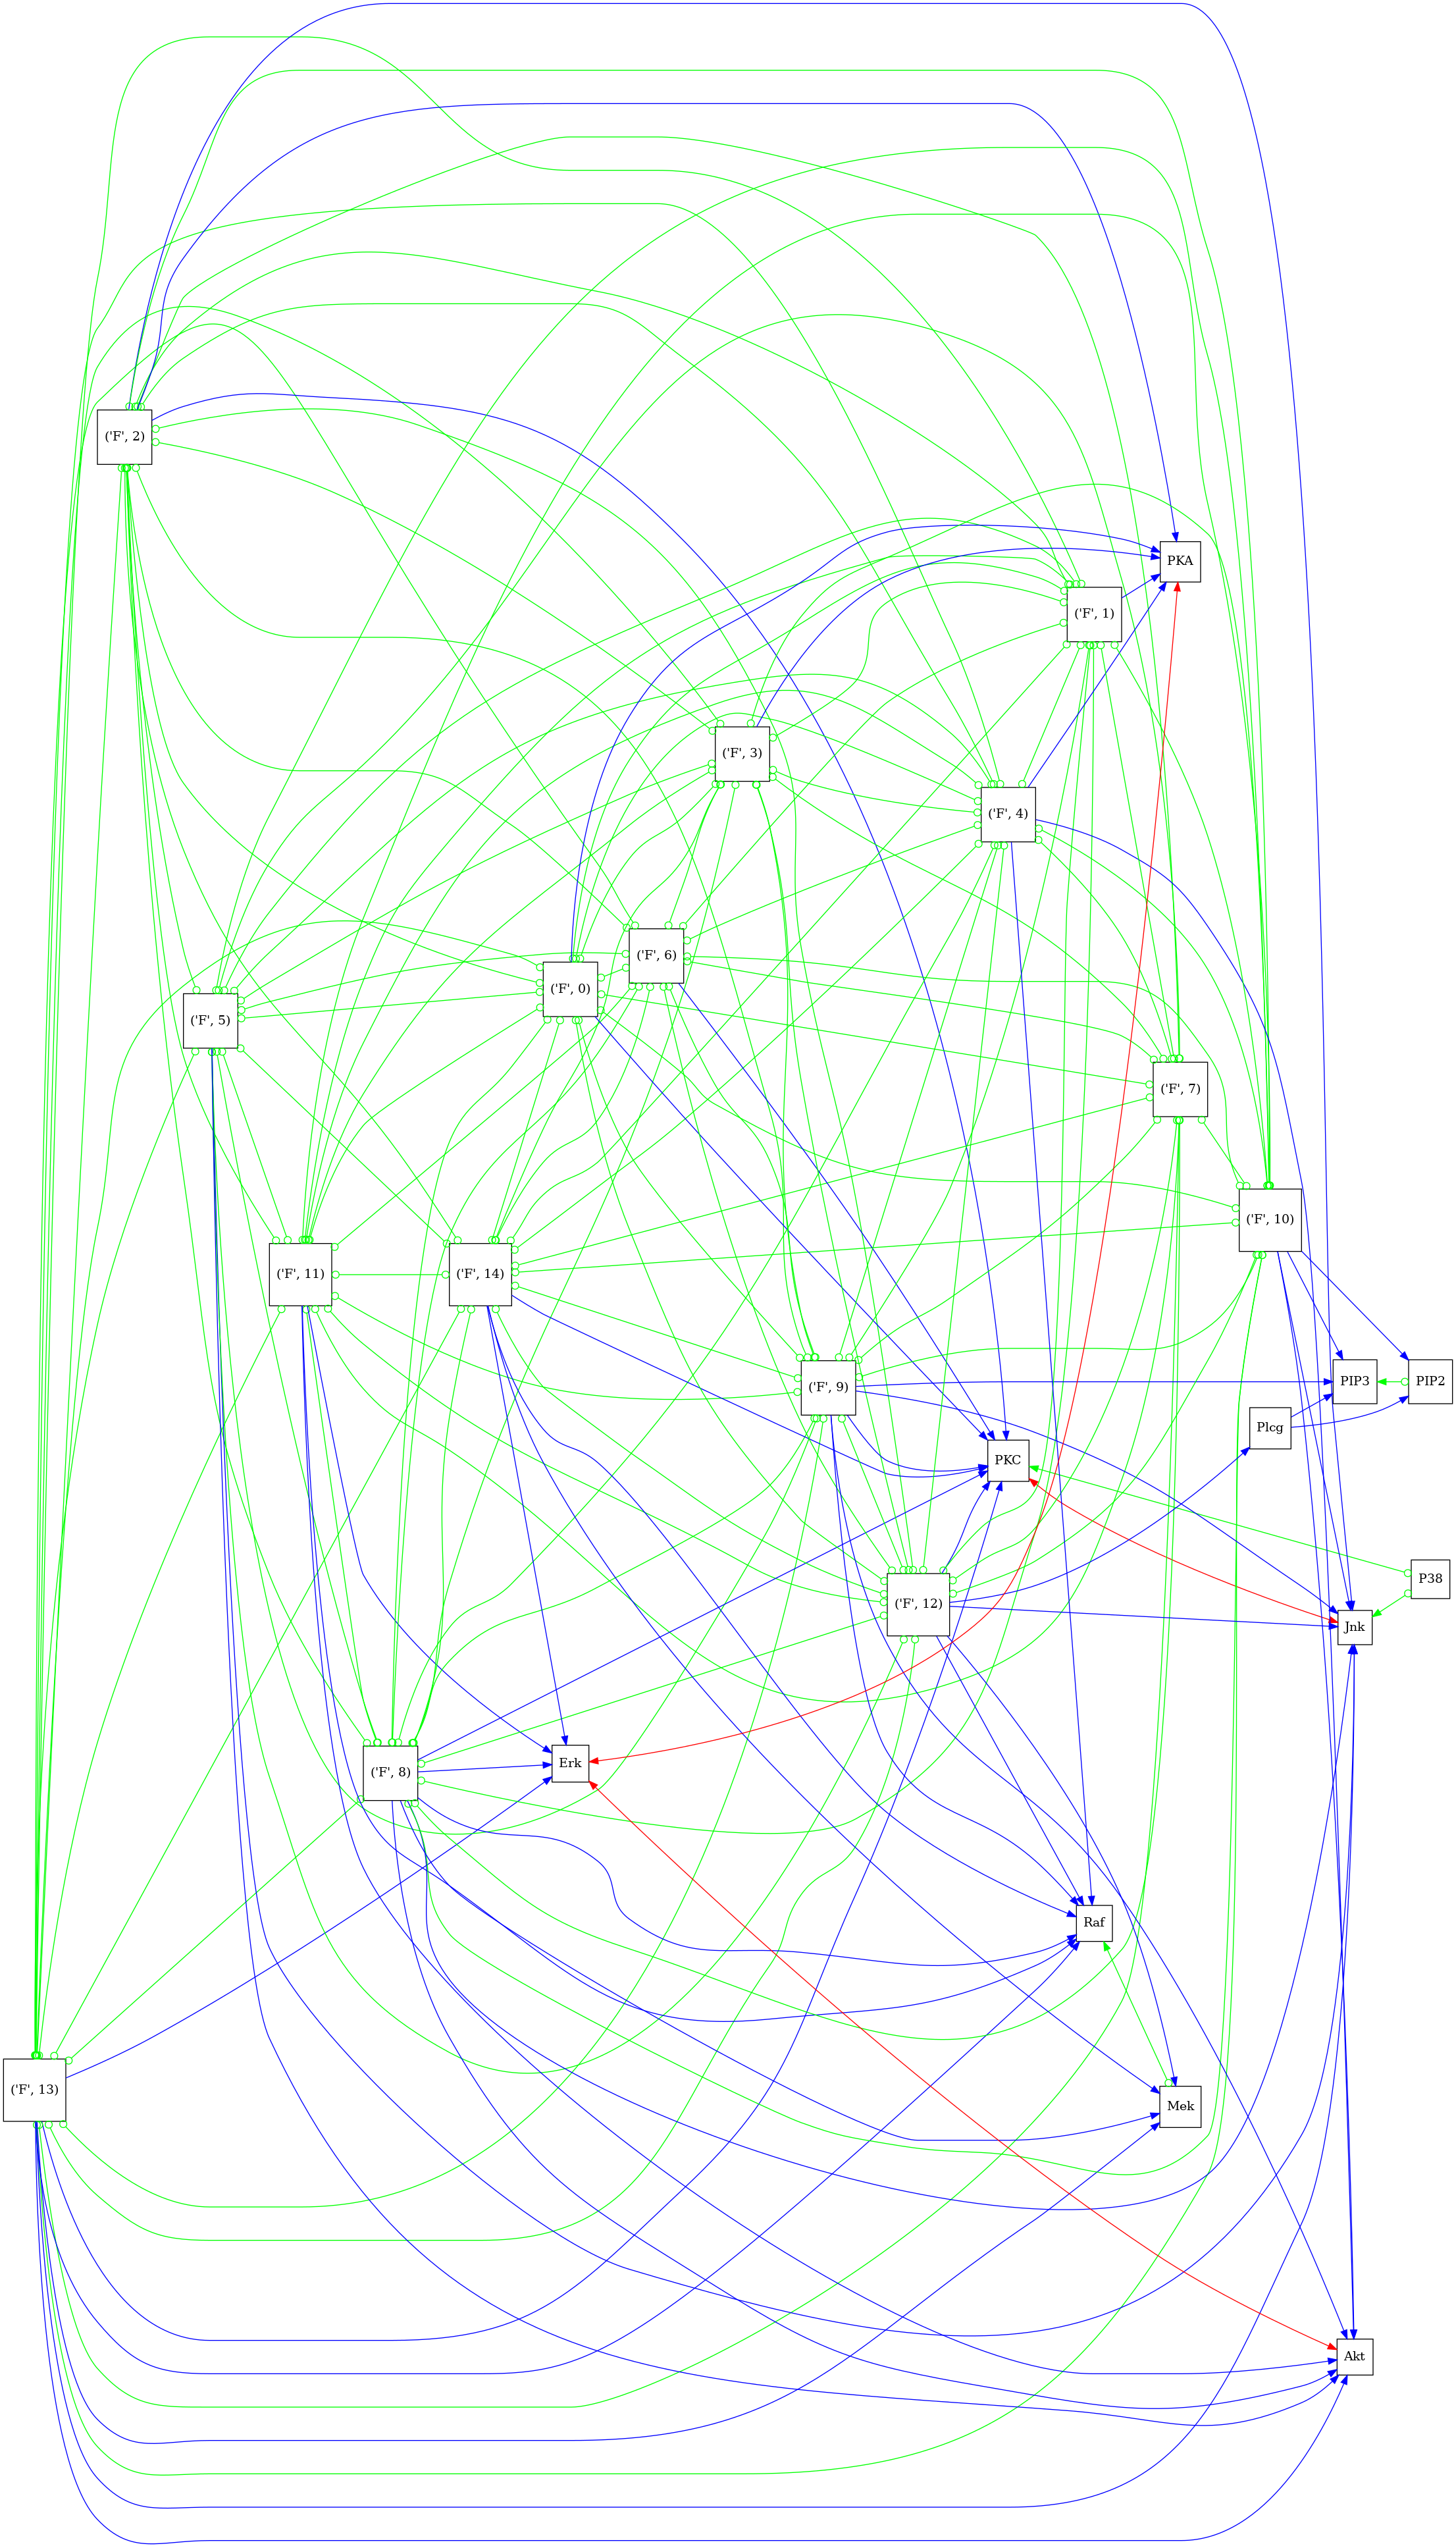 ('F', 2)
PKA
('F', 1)
('F', 3)
('F', 4)
('F', 6)
('F', 0)
('F', 5)
('F', 7)
('F', 10)
('F', 11)
('F', 14)
('F', 9)
PIP3
PIP2
Plcg
PKC
P38
('F', 12)
Jnk
Erk
('F', 8)
Raf
('F', 13)
Mek
Akt